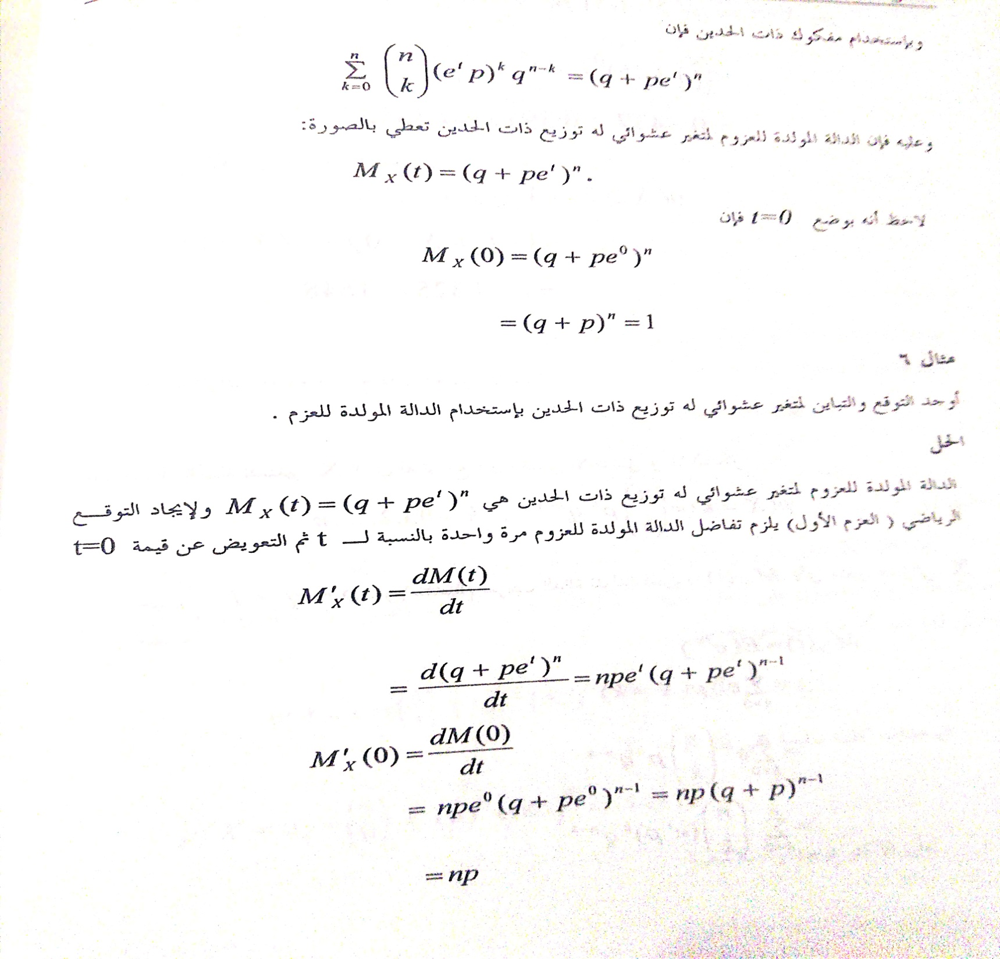 وبإستخدام مفكوك ذات الحدين فإن
\sum_{k=0}^{n} \binom{n}{k} (e^t p)^k q^{n-k} = (q + pe^t)^n
وعليه فإن الدالة المولدة للعزوم لمتغير عشوائي له توزيع ذات الحدين تعطي بالصورة:
M_X(t) = (q + pe^t)^n .
لاحظ أنه بوضع t=0 فإن
M_X(0) = (q + pe^0)^n
= (q + p)^n = 1
مثال ٦
أوجد التوقع والتباين لمتغير عشوائي له توزيع ذات الحدين بإستخدام الدالة المولدة للعزم .
الحل
الدالة المولدة للعزوم لمتغير عشوائي له توزيع ذات الحدين هي M_X(t) = (q + pe^t)^n ولإيجاد التوقع
الرياضي ( العزم الأول) يلزم تفاضل الدالة المولدة للعزوم مرة واحدة بالنسبة لـ t ثم التعويض عن قيمة t=0
M'_X(t) = \frac{dM(t)}{dt}
= \frac{d(q + pe^t)^n}{dt} = npe^t (q + pe^t)^{n-1}
M'_X(0) = \frac{dM(0)}{dt}
= npe^0 (q + pe^0)^{n-1} = np(q + p)^{n-1}
= np